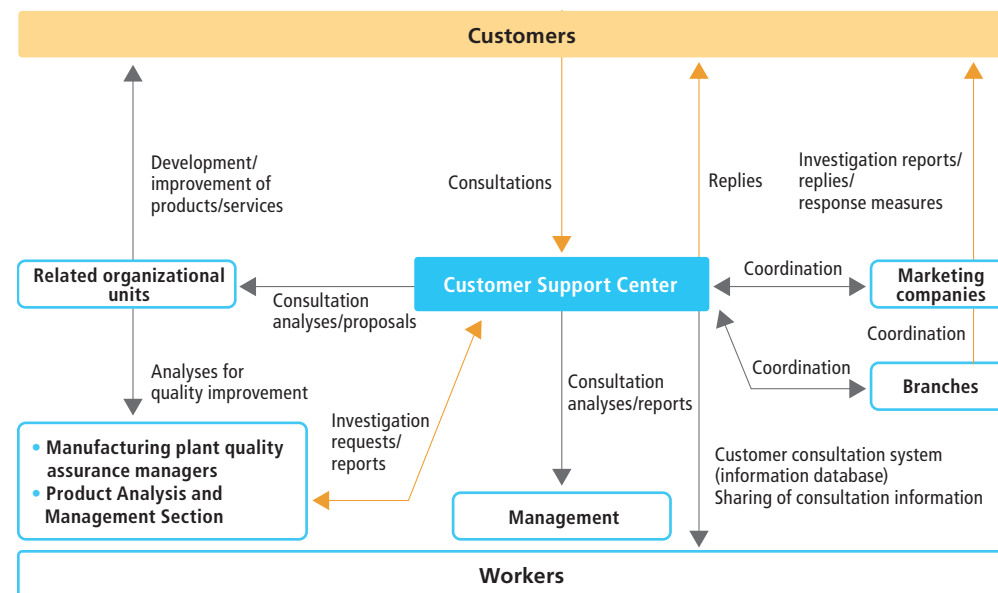 Customers
Development/
improvement of
products/services
Consultations
Replies
Investigation reports/
replies/
response measures
Related organizational
units
Consultation
analyses/proposals
Customer Support Center
Coordination
Marketing
companies
Coordination
Coordination
Branches
Analyses for
quality improvement
Investigation
requests/
reports
Consultation
analyses/reports
• Manufacturing plant quality
assurance managers
• Product Analysis and
Management Section
Management
Customer consultation system
(information database)
Sharing of consultation information
Workers